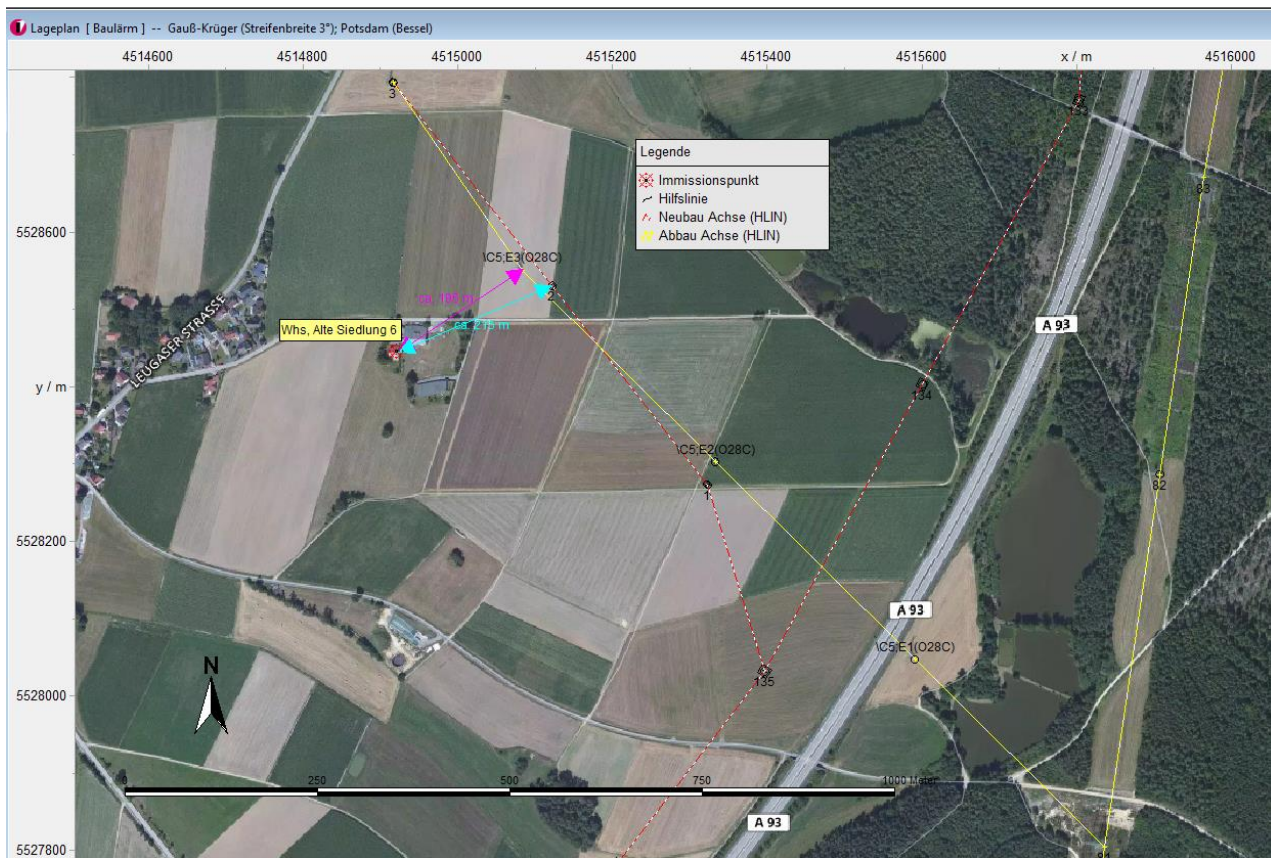 Lageplan [ Baulärm ] -- Gauß-Krüger (Streifenbreite 3°); Potsdam (Bessel)
4514600 4514800 4515000 4515200 4515400 4515600 x / m 4516000
3
Legende
Immissionspunkt
Hilfslinie
Neubau Achse (HLIN)
Abbau Achse (HLIN)
83
5528600
\C5;E3(O28C)
2
ca. 215 m
Whs, Alte Siedlung 6
LEUGASER-STRASSE
A 93
y / m
134
\C5;E2(O28C)
1
82
5528200
A 93
\C5;E1(O28C)
135
N
5528000
0 250 500 750 1000 Meter
A 93
5527800